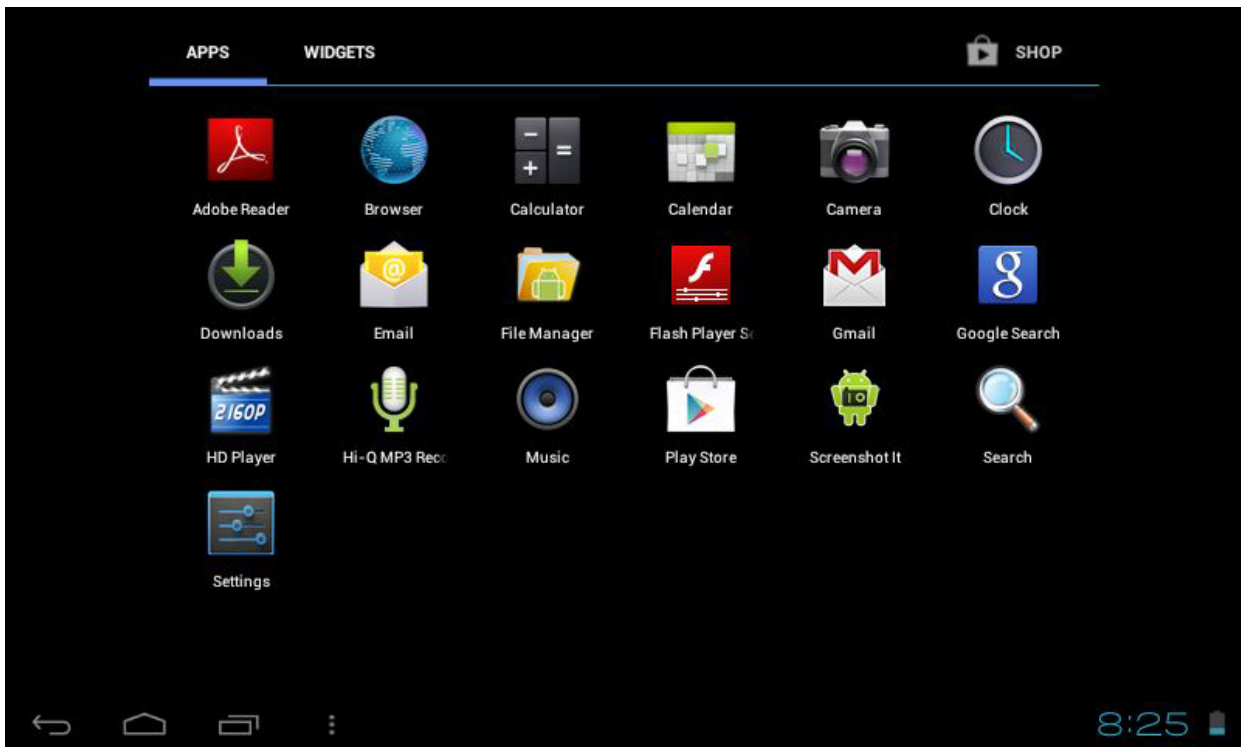 APPS WIDGETS SHOP
Adobe Reader Browser Calculator Calendar Camera Clock
Downloads Email File Manager Flash Player Se Gmail Google Search
2160P
HD Player Hi-Q MP3 Reco Music Play Store Screenshot It Search
Settings
8:25